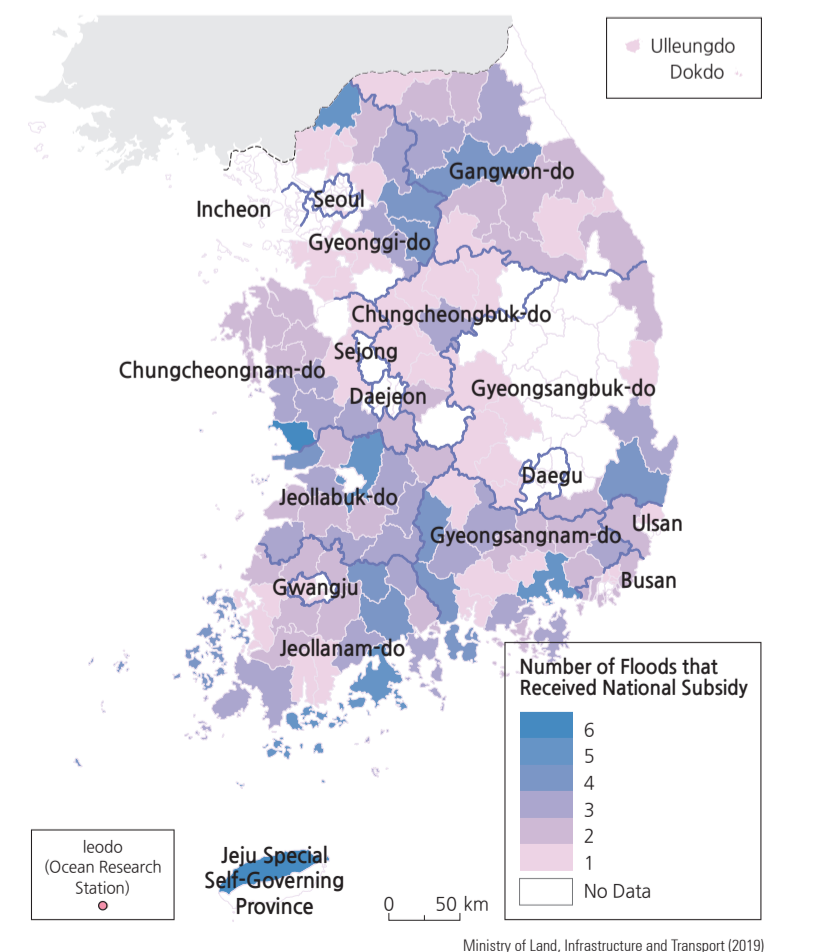 Ulleungdo
Dokdo
Gangwon-do
Seoul
Incheon
Gyeonggi-do
Chungcheongbuk-do
Sejong
Chungcheongnam-do
Gyeongsangbuk-do
Daejeon
Daegu
Jeollabuk-do
Ulsan
Gyeongsangnam-do
Busan
Gwangju
Jeollanam-do
Number of Floods that
Received National Subsidy
6
5
4
3
2
1
No Data
Ieodo
(Ocean Research
Station)
Jeju Special
Self-Governing
Province
0 50 km
Ministry of Land, Infrastructure and Transport (2019)